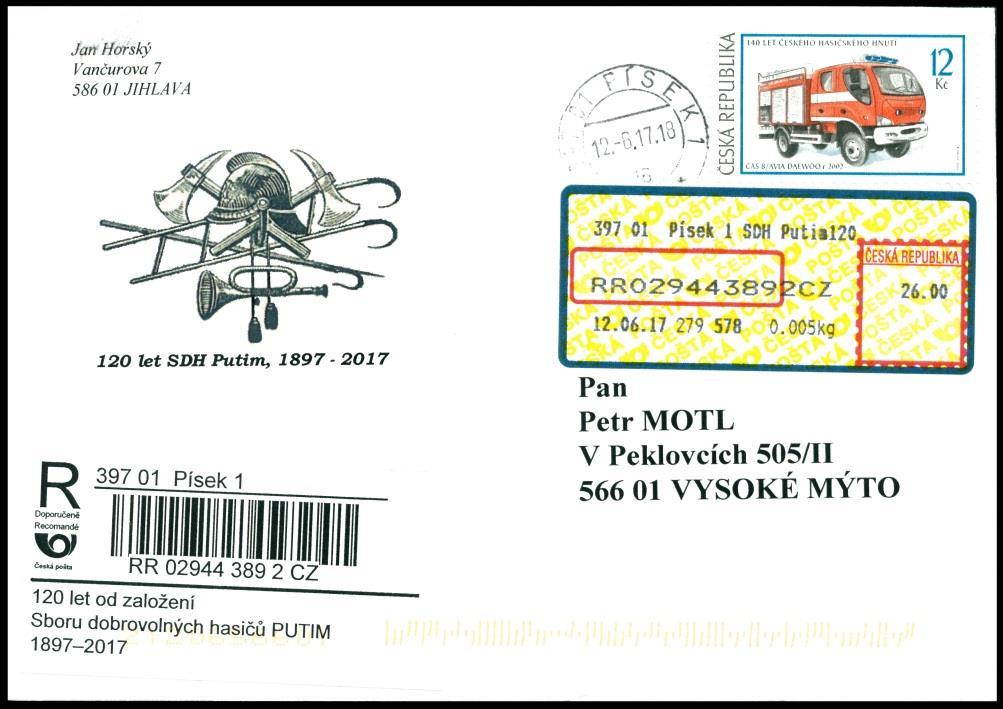 Jan Horský
Vančurova 7
586 01 JIHLAVA
01 PÍSEK 1
12.-6.17.18
ČESKÁ REPUBLIKA
140 LET ČESKÉHO HASIČSKÉHO HNUTÍ
12
Kč
CAS 8/AVIA DAEWOO r. 2002
397 01 Písek 1 SDH Putim120
ČESKÁ REPUBLIKA
RR029443892CZ
26.00
12.06.17 279 578 0.005kg
120 let SDH Putim, 1897 - 2017
Pan
Petr MOTL
V Peklovcích 505/II
566 01 VYSOKÉ MÝTO
R
Doporučeně
Recomandé
Česká pošta
397 01 Písek 1
RR 02944 389 2 CZ
120 let od založení
Sboru dobrovolných hasičů PUTIM
1897–2017